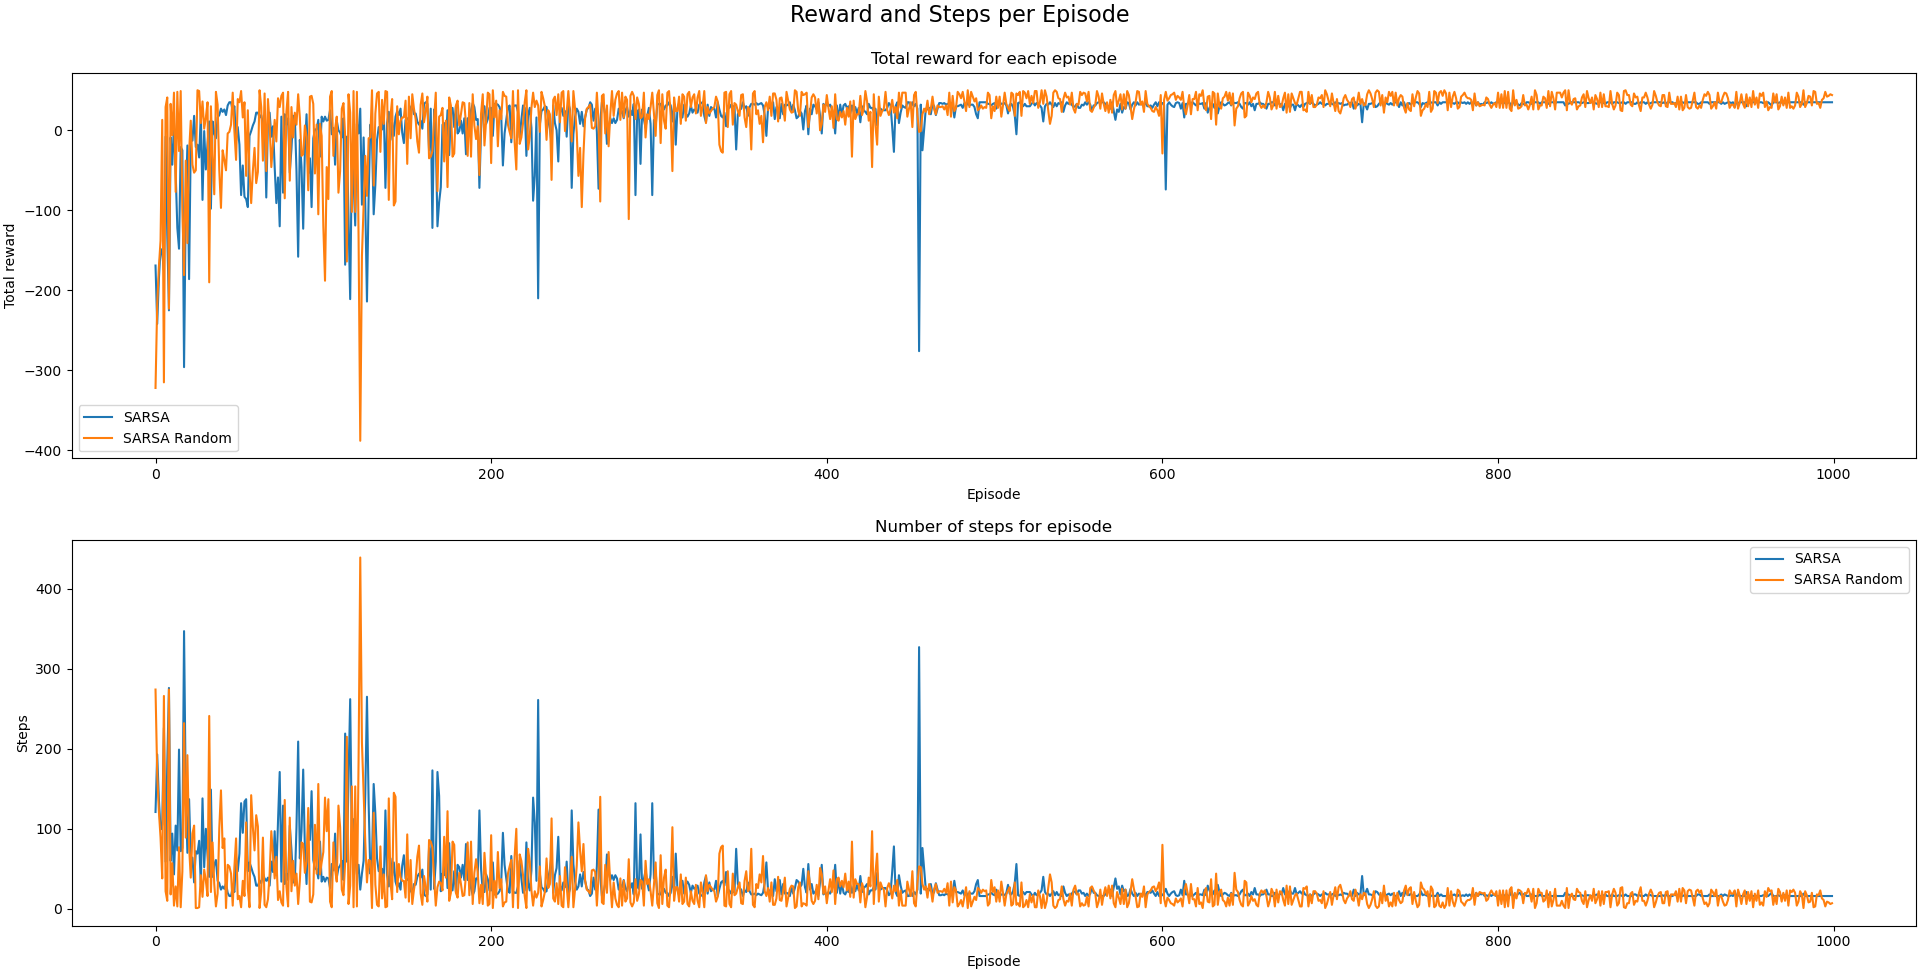 Reward and Steps per Episode
Total reward for each episode
Total reward
0
−100
−200
−300
−400
SARSA
SARSA Random
0 200 400 600 800 1000
Episode
Number of steps for episode
Steps
400
300
200
100
0
SARSA
SARSA Random
0 200 400 600 800 1000
Episode